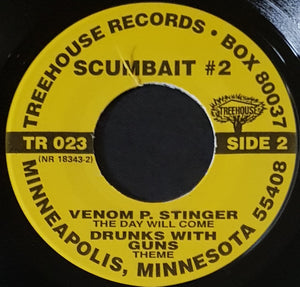 TREEHOUSE RECORDS • BOX 80037
SCUMBAIT #2
TREEHOUSE
TR 023
SIDE 2
(NR 18343-2)
VENOM P. STINGER
THE DAY WILL COME
DRUNKS WITH
GUNS
THEME
MINNEAPOLIS, MINNESOTA 55408